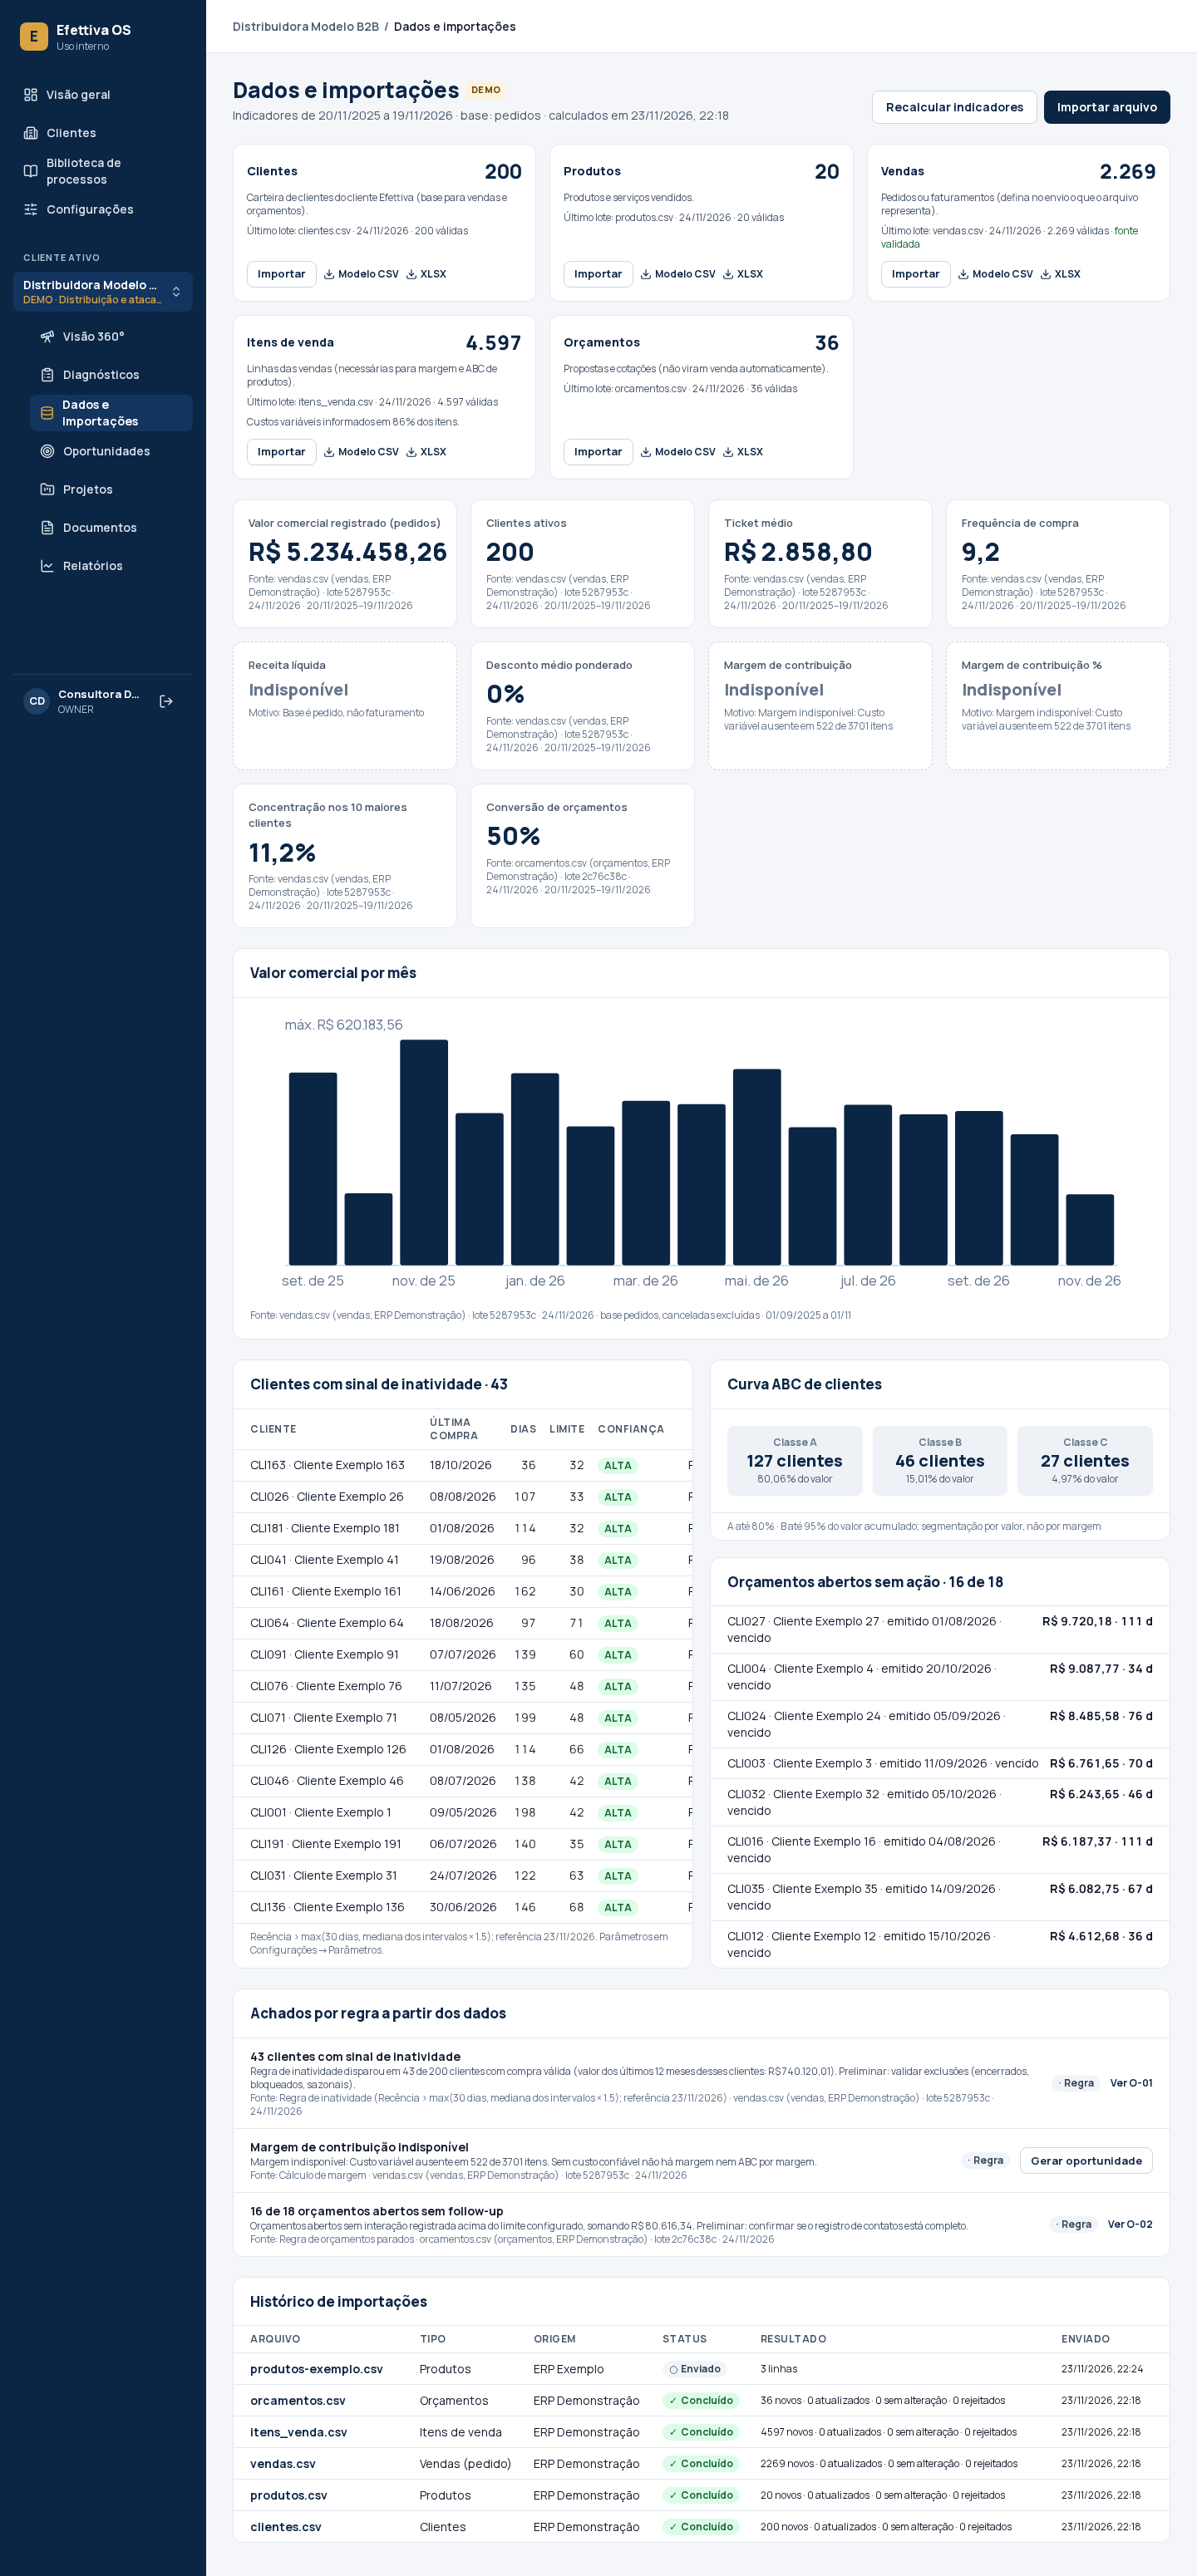 E
Efettiva OS
Uso interno
Visão geral
Clientes
Biblioteca de
processos
Configurações
CLIENTE ATIVO
Distribuidora Modelo ...
DEMO · Distribuição e ataca...
Visão 360°
Diagnósticos
Dados e
Importações
Oportunidades
Projetos
Documentos
Relatórios
CD
Consultora D...
OWNER
Distribuidora Modelo B2B / Dados e importações
Dados e importações DEMO
Indicadores de 20/11/2025 a 19/11/2026 · base: pedidos · calculados em 23/11/2026, 22:18
Recalcular indicadores
Importar arquivo
Clientes 200
Carteira de clientes do cliente Efettiva (base para vendas e
orçamentos).
Último lote: clientes.csv · 24/11/2026 · 200 válidas
Importar Modelo CSV XLSX
Produtos 20
Produtos e serviços vendidos.
Último lote: produtos.csv · 24/11/2026 · 20 válidas
Importar Modelo CSV XLSX
Vendas 2.269
Pedidos ou faturamentos (defina no envio o que o arquivo
representa).
Último lote: vendas.csv · 24/11/2026 · 2.269 válidas · fonte
validada
Importar Modelo CSV XLSX
Itens de venda 4.597
Linhas das vendas (necessárias para margem e ABC de
produtos).
Último lote: itens_venda.csv · 24/11/2026 · 4.597 válidas
Custos variáveis informados em 86% dos itens.
Importar Modelo CSV XLSX
Orçamentos 36
Propostas e cotações (não viram venda automaticamente).
Último lote: orcamentos.csv · 24/11/2026 · 36 válidas
Importar Modelo CSV XLSX
Valor comercial registrado (pedidos)
R$ 5.234.458,26
Fonte: vendas.csv (vendas, ERP
Demonstração) · lote 5287953c ·
24/11/2026 · 20/11/2025–19/11/2026
Clientes ativos
200
Fonte: vendas.csv (vendas, ERP
Demonstração) · lote 5287953c ·
24/11/2026 · 20/11/2025–19/11/2026
Ticket médio
R$ 2.858,80
Fonte: vendas.csv (vendas, ERP
Demonstração) · lote 5287953c ·
24/11/2026 · 20/11/2025–19/11/2026
Frequência de compra
9,2
Fonte: vendas.csv (vendas, ERP
Demonstração) · lote 5287953c ·
24/11/2026 · 20/11/2025–19/11/2026
Receita líquida
Indisponível
Motivo: Base é pedido, não faturamento
Desconto médio ponderado
0%
Fonte: vendas.csv (vendas, ERP
Demonstração) · lote 5287953c ·
24/11/2026 · 20/11/2025–19/11/2026
Margem de contribuição
Indisponível
Motivo: Margem indisponível: Custo
variável ausente em 522 de 3701 itens
Margem de contribuição %
Indisponível
Motivo: Margem indisponível: Custo
variável ausente em 522 de 3701 itens
Concentração nos 10 maiores
clientes
11,2%
Fonte: vendas.csv (vendas, ERP
Demonstração) · lote 5287953c ·
24/11/2026 · 20/11/2025–19/11/2026
Conversão de orçamentos
50%
Fonte: orcamentos.csv (orçamentos, ERP
Demonstração) · lote 2c76c38c ·
24/11/2026 · 20/11/2025–19/11/2026
Valor comercial por mês
máx. R$ 620.183,56
set. de 25 nov. de 25 jan. de 26 mar. de 26 mai. de 26 jul. de 26 set. de 26 nov. de 26
Fonte: vendas.csv (vendas, ERP Demonstração) · lote 5287953c · 24/11/2026 · base pedidos, canceladas excluídas · 01/09/2025 a 01/11
Clientes com sinal de inatividade · 43
CLIENTE ÚLTIMA COMPRA DIAS LIMITE CONFIANÇA
CLI163 · Cliente Exemplo 163 18/10/2026 36 32 ALTA
CLI026 · Cliente Exemplo 26 08/08/2026 107 33 ALTA
CLI181 · Cliente Exemplo 181 01/08/2026 114 32 ALTA
CLI041 · Cliente Exemplo 41 19/08/2026 96 38 ALTA
CLI161 · Cliente Exemplo 161 14/06/2026 162 30 ALTA
CLI064 · Cliente Exemplo 64 18/08/2026 97 71 ALTA
CLI091 · Cliente Exemplo 91 07/07/2026 139 60 ALTA
CLI076 · Cliente Exemplo 76 11/07/2026 135 48 ALTA
CLI071 · Cliente Exemplo 71 08/05/2026 199 48 ALTA
CLI126 · Cliente Exemplo 126 01/08/2026 114 66 ALTA
CLI046 · Cliente Exemplo 46 08/07/2026 138 42 ALTA
CLI001 · Cliente Exemplo 1 09/05/2026 198 42 ALTA
CLI191 · Cliente Exemplo 191 06/07/2026 140 35 ALTA
CLI031 · Cliente Exemplo 31 24/07/2026 122 63 ALTA
CLI136 · Cliente Exemplo 136 30/06/2026 146 68 ALTA
Recência > max(30 dias, mediana dos intervalos × 1.5); referência 23/11/2026. Parâmetros em
Configurações → Parâmetros.
Curva ABC de clientes
Classe A
127 clientes
80,06% do valor
Classe B
46 clientes
15,01% do valor
Classe C
27 clientes
4,97% do valor
A até 80% · B até 95% do valor acumulado; segmentação por valor, não por margem
Orçamentos abertos sem ação · 16 de 18
CLI027 · Cliente Exemplo 27 · emitido 01/08/2026 · R$ 9.720,18 · 111 d
vencido
CLI004 · Cliente Exemplo 4 · emitido 20/10/2026 · R$ 9.087,77 · 34 d
vencido
CLI024 · Cliente Exemplo 24 · emitido 05/09/2026 · R$ 8.485,58 · 76 d
vencido
CLI003 · Cliente Exemplo 3 · emitido 11/09/2026 · vencido R$ 6.761,65 · 70 d
CLI032 · Cliente Exemplo 32 · emitido 05/10/2026 · R$ 6.243,65 · 46 d
vencido
CLI016 · Cliente Exemplo 16 · emitido 04/08/2026 · R$ 6.187,37 · 111 d
vencido
CLI035 · Cliente Exemplo 35 · emitido 14/09/2026 · R$ 6.082,75 · 67 d
vencido
CLI012 · Cliente Exemplo 12 · emitido 15/10/2026 · R$ 4.612,68 · 36 d
vencido
Achados por regra a partir dos dados
43 clientes com sinal de inatividade
Regra de inatividade disparou em 43 de 200 clientes com compra válida (valor dos últimos 12 meses desses clientes: R$ 740.120,01). Preliminar: validar exclusões (encerrados,
bloqueados, sazonais).
Fonte: Regra de inatividade (Recência > max(30 dias, mediana dos intervalos × 1.5); referência 23/11/2026) · vendas.csv (vendas, ERP Demonstração) · lote 5287953c ·
24/11/2026
· Regra Ver O-01
Margem de contribuição indisponível
Margem indisponível: Custo variável ausente em 522 de 3701 itens. Sem custo confiável não há margem nem ABC por margem.
Fonte: Cálculo de margem · vendas.csv (vendas, ERP Demonstração) · lote 5287953c · 24/11/2026
· Regra Gerar oportunidade
16 de 18 orçamentos abertos sem follow-up
Orçamentos abertos sem interação registrada acima do limite configurado, somando R$ 80.616,34. Preliminar: confirmar se o registro de contatos está completo.
Fonte: Regra de orçamentos parados · orcamentos.csv (orçamentos, ERP Demonstração) · lote 2c76c38c · 24/11/2026
· Regra Ver O-02
Histórico de importações
ARQUIVO TIPO ORIGEM STATUS RESULTADO ENVIADO
produtos-exemplo.csv Produtos ERP Exemplo ○ Enviado 3 linhas 23/11/2026, 22:24
orcamentos.csv Orçamentos ERP Demonstração ✓ Concluído 36 novos · 0 atualizados · 0 sem alteração · 0 rejeitados 23/11/2026, 22:18
itens_venda.csv Itens de venda ERP Demonstração ✓ Concluído 4597 novos · 0 atualizados · 0 sem alteração · 0 rejeitados 23/11/2026, 22:18
vendas.csv Vendas (pedido) ERP Demonstração ✓ Concluído 2269 novos · 0 atualizados · 0 sem alteração · 0 rejeitados 23/11/2026, 22:18
produtos.csv Produtos ERP Demonstração ✓ Concluído 20 novos · 0 atualizados · 0 sem alteração · 0 rejeitados 23/11/2026, 22:18
clientes.csv Clientes ERP Demonstração ✓ Concluído 200 novos · 0 atualizados · 0 sem alteração · 0 rejeitados 23/11/2026, 22:18